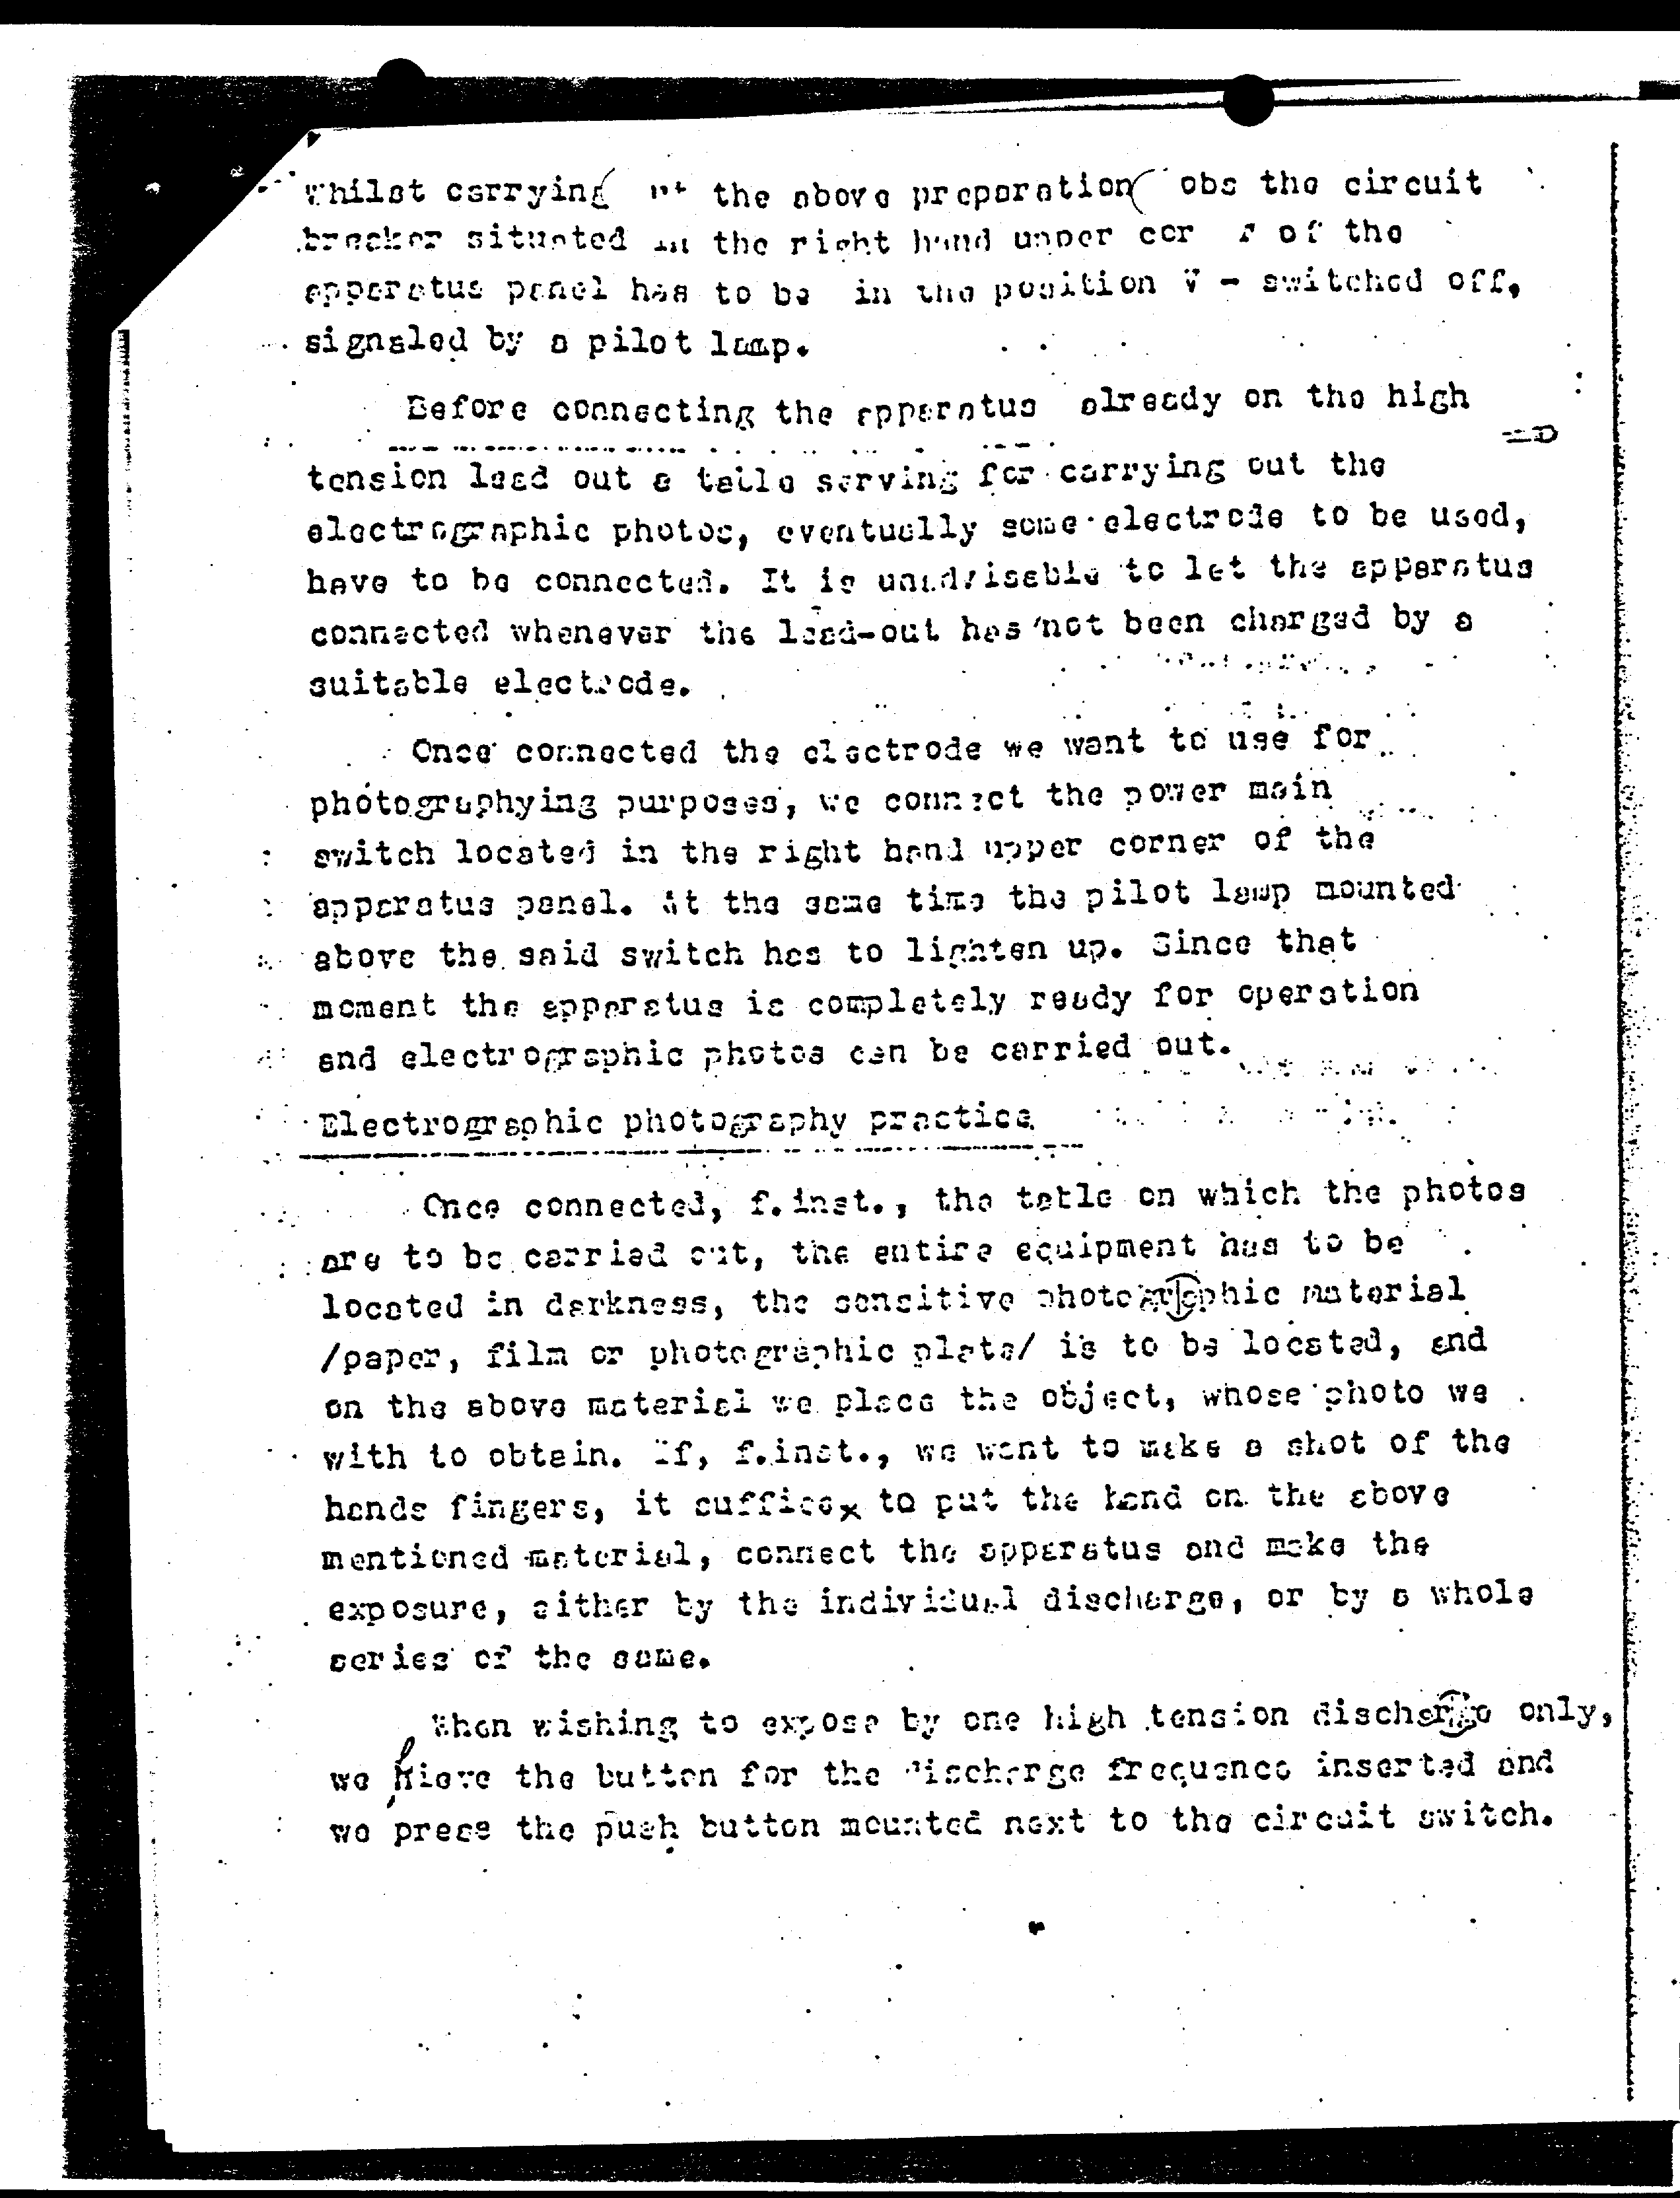 Whilst carrying the above preparation jobs the circuit
breaker situated in the right hand upper of the
apparatus panel has to be in the position V - switched off,
signaled by a pilot lamp.
Before connecting the apparatus already on the high
tension lead out a table serving for carrying out the
electrographic photos, eventually some electrode to be used,
have to be connected. It is unadvisable to let the apparatus
connected whenever the lead-out has not been charged by a
suitable electrode.
Once connected the electrode we want to use for
photographying purposes, we connect the power main
switch located in the right hand upper corner of the
apparatus panel. At the same time the pilot lamp mounted
above the said switch has to lighten up. Since that
moment the apparatus is completely ready for operation
and electrographic photos can be carried out.
Electrographic photography practice
Once connected, f.inst., the table on which the photos
are to be carried out, the entire equipment has to be
located in darkness, the sensitive photographic material
/paper, film or photographic plate/ is to be located, and
on the above material we place the object, whose photo we
with to obtain. If, f.inst., we want to make a shot of the
hands fingers, it suffices to put the hand on the above
mentioned material, connect the apparatus and make the
exposure, either by the individual discharge, or by a whole
series of the same.
When wishing to expose by one high tension discharge only,
we the button for the discharge frequence inserted and
we press the push button mounted next to the circuit switch.